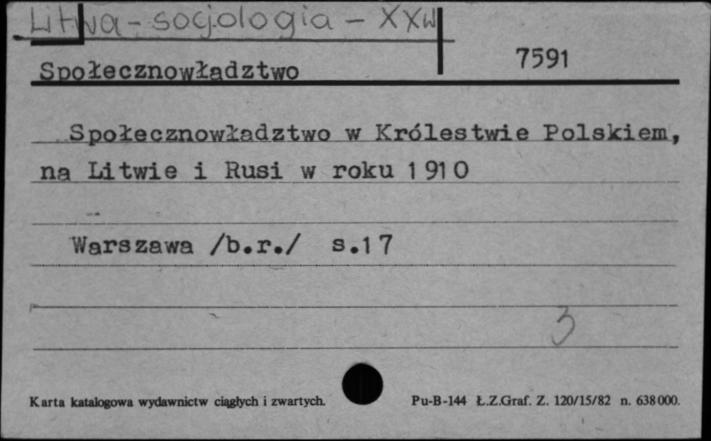 Litwa - socjologia - XXw
7591
Społecznowładztwo
Społecznowładztwo w Królestwie Polskiem,
na Litwie i Rusi w roku 1910
Warszawa /b.r./ s.17
3
Karta katalogowa wydawnictw ciągłych i zwartych.
Pu-B-144 Ł.Z.Graf. Z. 120/15/82 n. 638000.